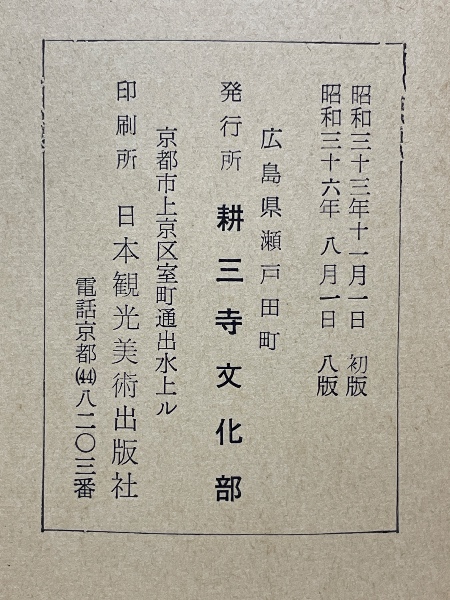 昭和三十三年十一月一日 初版
昭和三十六年 八月一日 八版
広島県瀬戸田町
発行所 耕三寺文化部
京都市上京区室町通出水上ル
印刷所 日本観光美術出版社
電話京都(44)八二〇三番